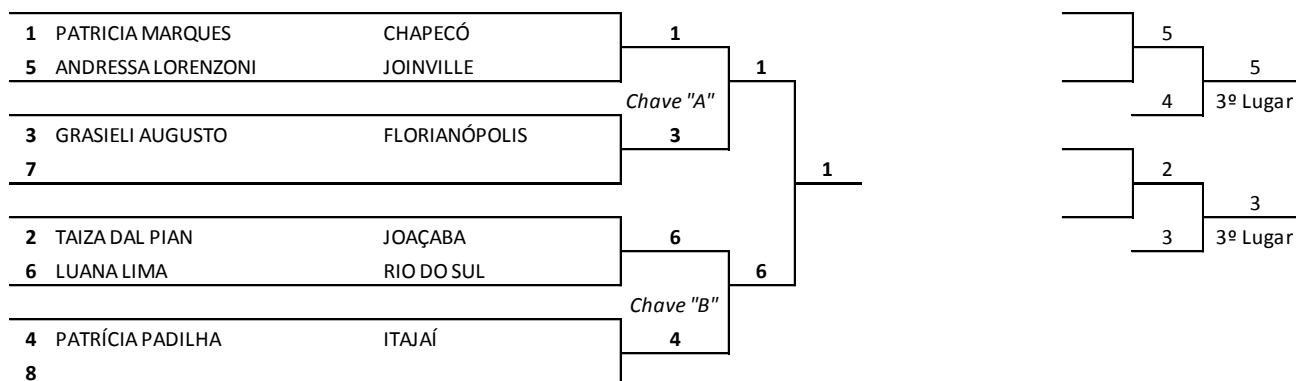 1 PATRICIA MARQUES CHAPECÓ 1 5
5 ANDRESSA LORENZONI JOINVILLE 1 5
Chave "A" 4 3º Lugar
3 GRASIELI AUGUSTO FLORIANÓPOLIS 3
7 1 2
3
2 TAIZA DAL PIAN JOAÇABA 6 3 3º Lugar
6 LUANA LIMA RIO DO SUL 6
Chave "B"
4 PATRÍCIA PADILHA ITAJAÍ 4
8